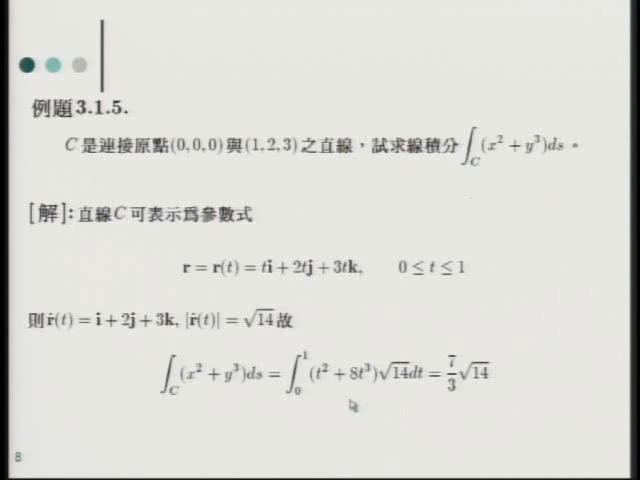 例題3.1.5.
C是連接原點(0,0,0)與(1,2,3)之直線，試求線積分∫_C(x² + y³)ds。
[解]:直線C可表示爲參數式
r = r(t) = ti + 2tj + 3tk, 0 ≤ t ≤ 1
則ṙ(t) = i + 2j + 3k, |ṙ(t)| = √14故
∫_C(x² + y³)ds = ∫₀¹(t² + 8t³)√14dt = 7/3√14
8